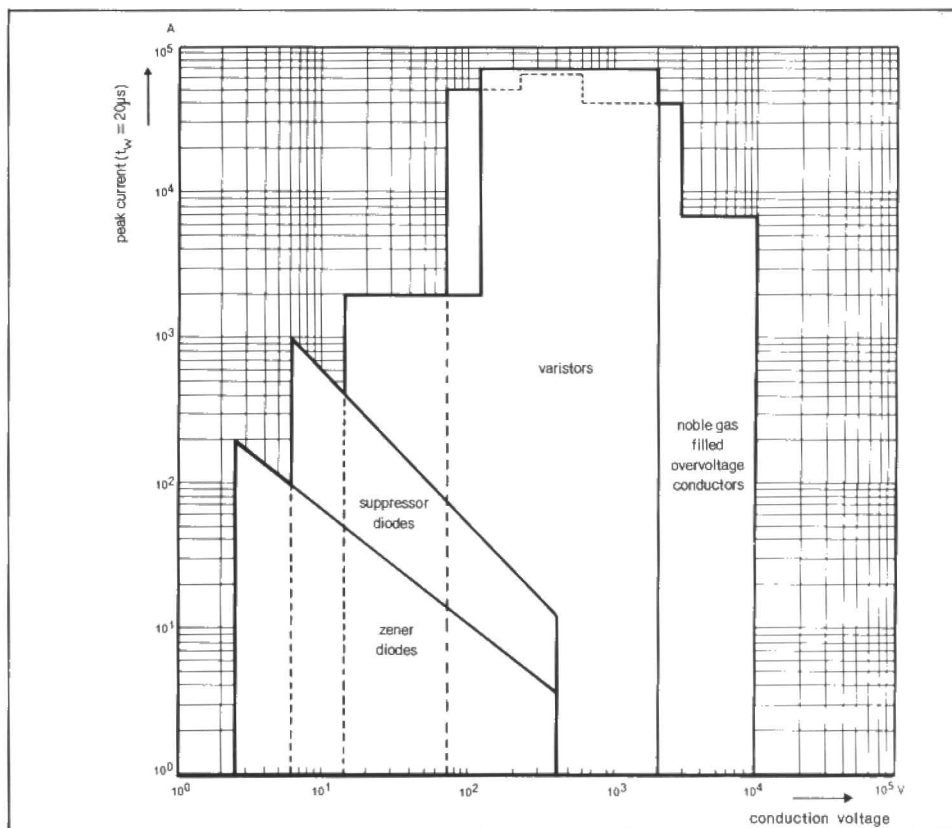 A
10⁵
10⁴
10³
10²
10¹
10⁰
peak current (t_w = 20µs)
varistors
noble gas
filled
overvoltage
conductors
suppressor
diodes
zener
diodes
10⁰
10¹
10²
10³
10⁴
10⁵ V
conduction voltage